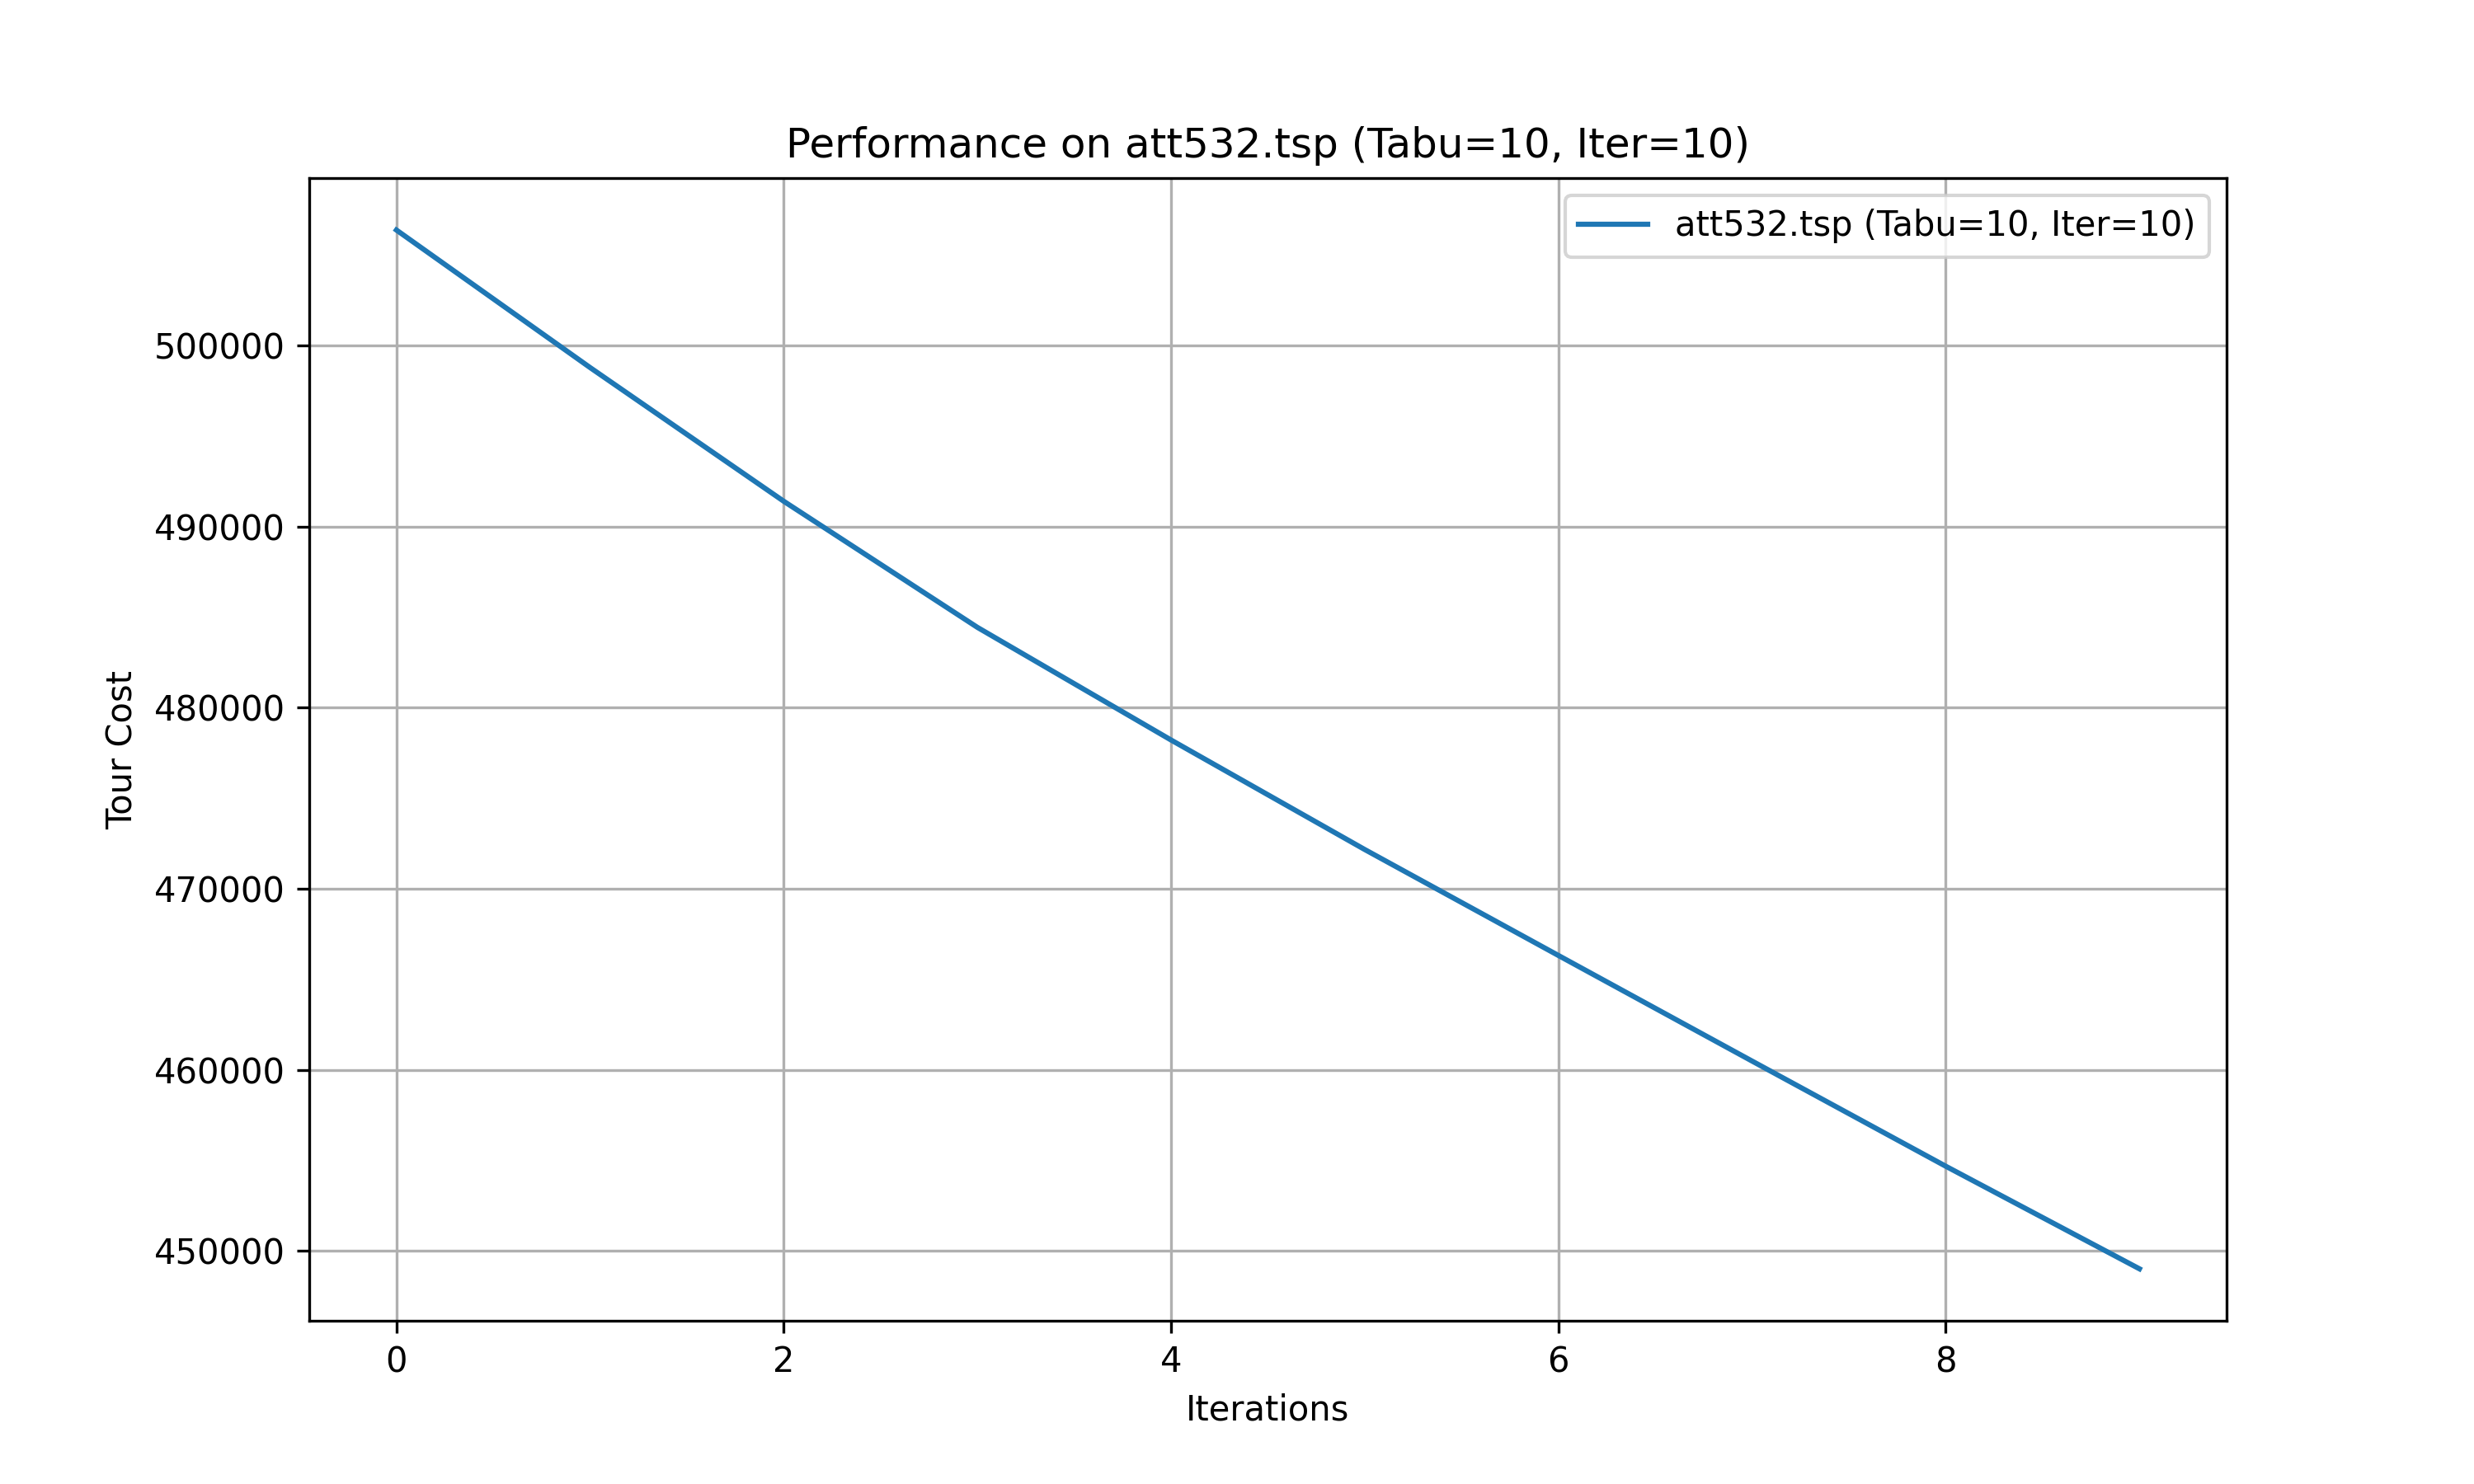 Performance on att532.tsp (Tabu=10, Iter=10)
att532.tsp (Tabu=10, Iter=10)
500000
490000
480000
470000
460000
450000
Tour Cost
0 2 4 6 8
Iterations